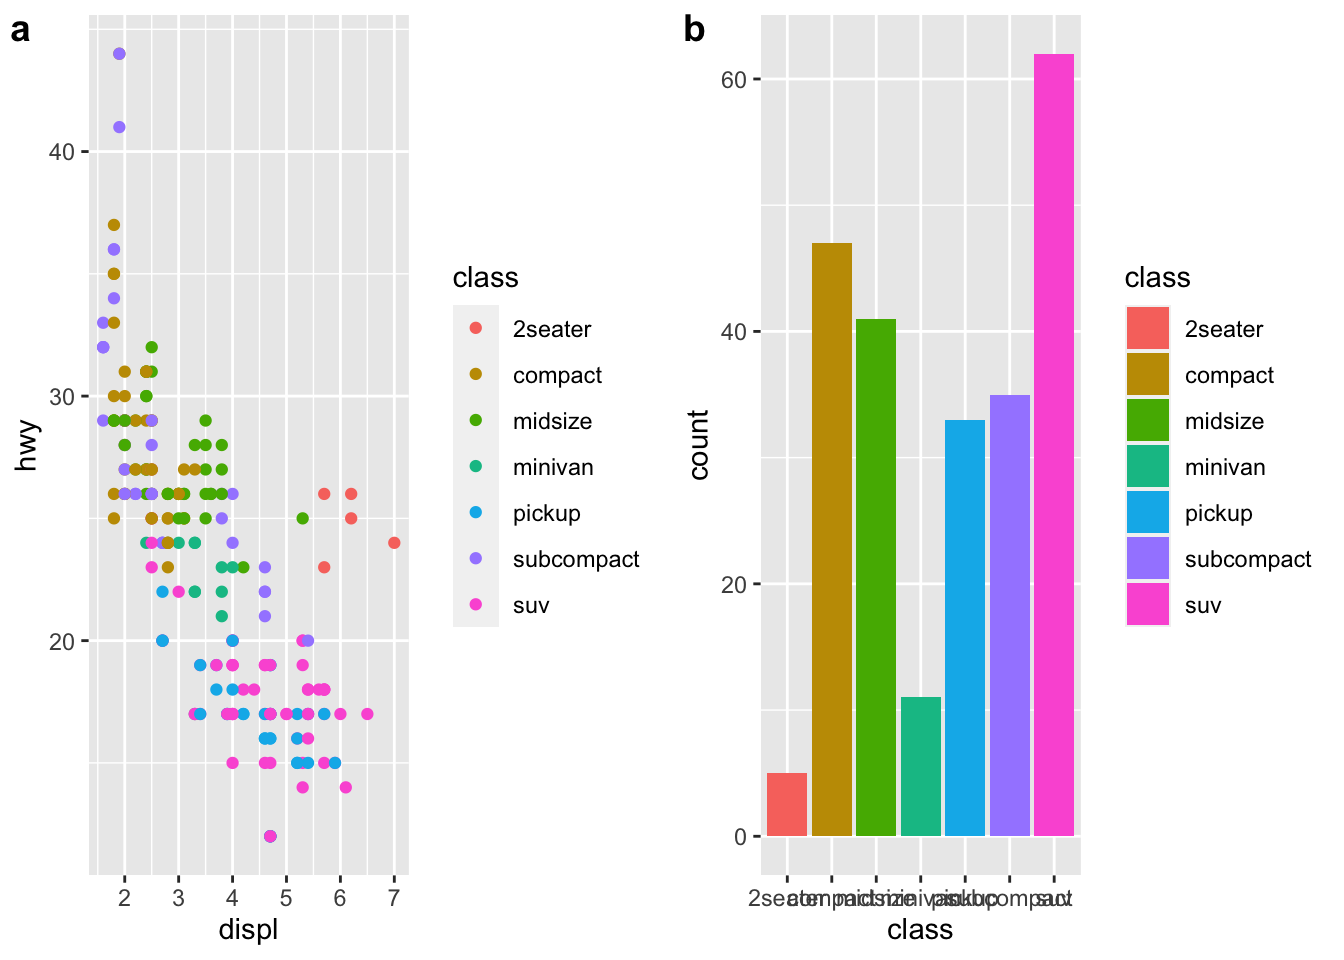 a
hwy
40
30
20
2 3 4 5 6 7
displ
class
2seater
compact
midsize
minivan
pickup
subcompact
suv
b
count
60
40
20
0
2seater compact midsize minivan pickup subcompact suv
class
class
2seater
compact
midsize
minivan
pickup
subcompact
suv